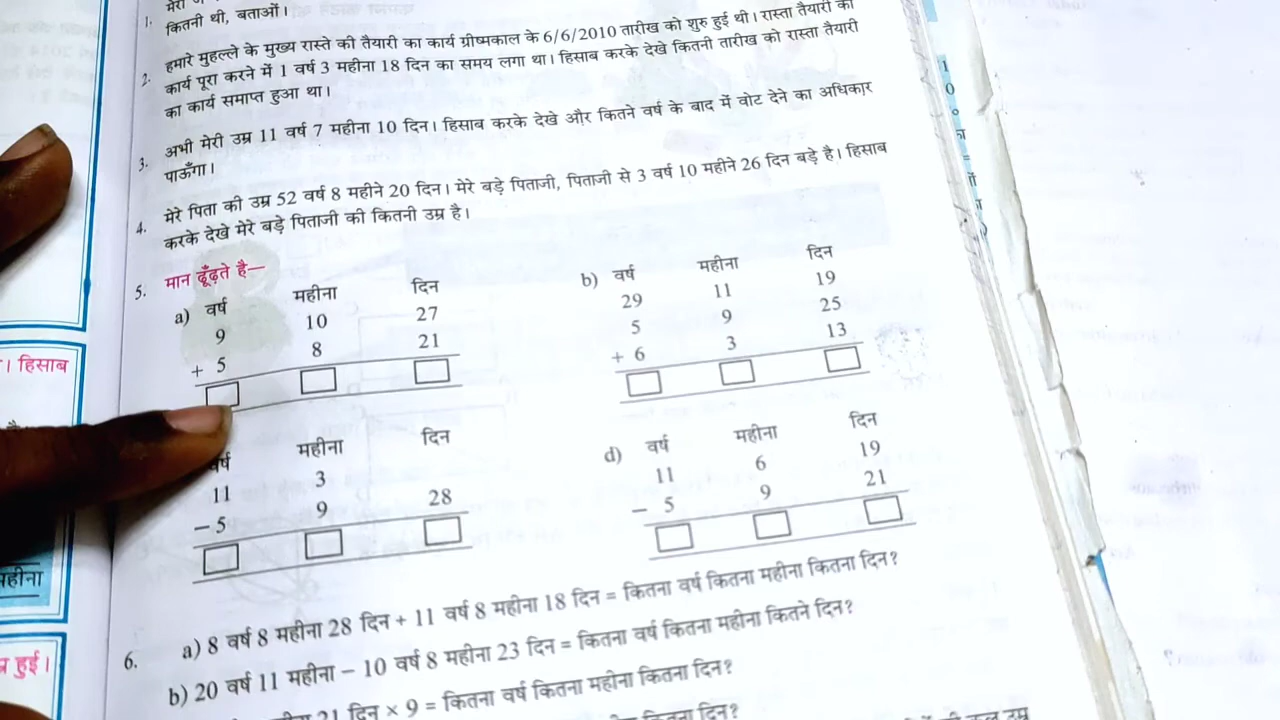 1.
कितनी थी, बताओं।
2. हमारे मुहल्ले के मुख्य रास्ते की तैयारी का कार्य ग्रीष्मकाल के 6/6/2010 तारीख को शुरु हुई थी। रास्ता तैयारी का
कार्य पूरा करने में 1 वर्ष 3 महीना 18 दिन का समय लगा था। हिसाब करके देखे कितनी तारीख को रास्ता तैयारी
का कार्य समाप्त हुआ था।
3. अभी मेरी उम्र 11 वर्ष 7 महीना 10 दिन। हिसाब करके देखे और कितने वर्ष के बाद में वोट देने का अधिकार
पाऊँगा।
4. मेरे पिता की उम्र 52 वर्ष 8 महीने 20 दिन। मेरे बड़े पिताजी, पिताजी से 3 वर्ष 10 महीने 26 दिन बड़े है। हिसाब
करके देखे मेरे बड़े पिताजी की कितनी उम्र है।
5. मान ढूँढ़ते है—
a) वर्ष महीना दिन
9 10 27
+ 5 8 21
b) वर्ष महीना दिन
29 11 19
5 9 25
+ 6 3 13
वर्ष महीना दिन
11 3
– 5 9 28
d) वर्ष महीना दिन
11 6 19
– 5 9 21
6. a) 8 वर्ष 8 महीना 28 दिन + 11 वर्ष 8 महीना 18 दिन = कितना वर्ष कितना महीना कितना दिन?
b) 20 वर्ष 11 महीना – 10 वर्ष 8 महीना 23 दिन = कितना वर्ष कितना महीना कितने दिन?
21 दिन × 9 = कितना वर्ष कितना महीना कितना दिन?
कितना दिन?
। हिसाब
महीना
हुई।